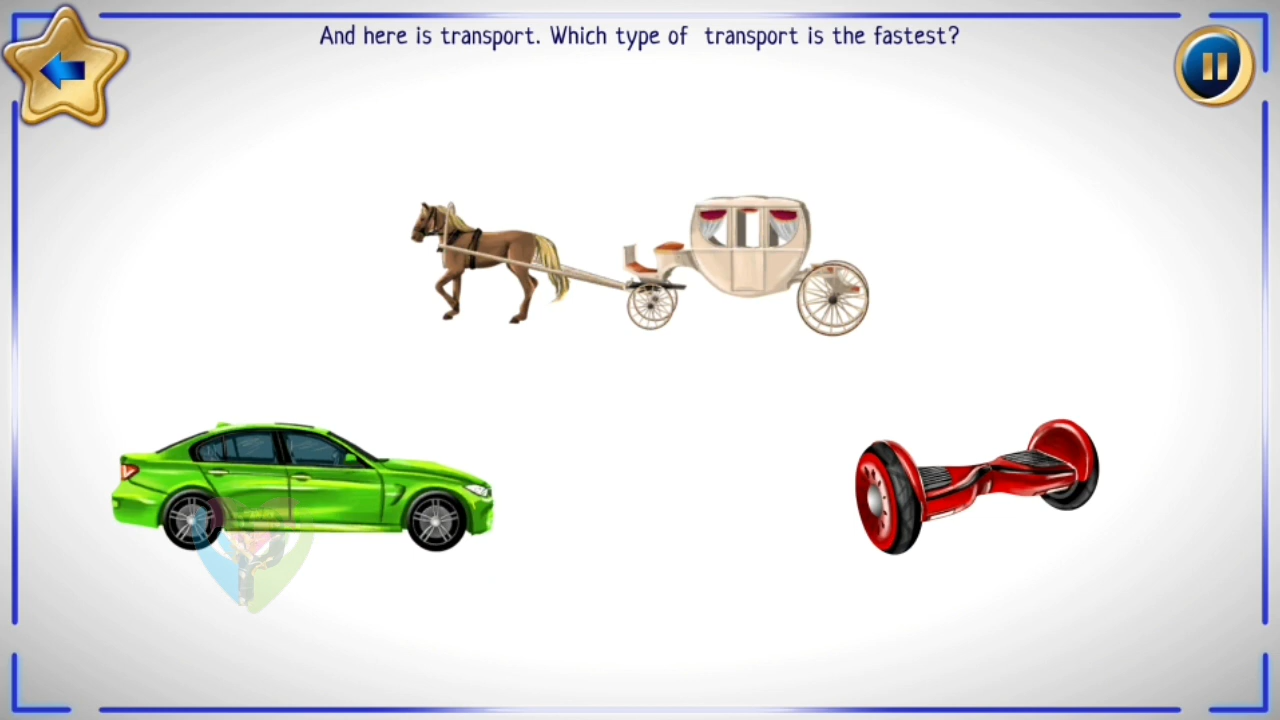 And here is transport. Which type of transport is the fastest?